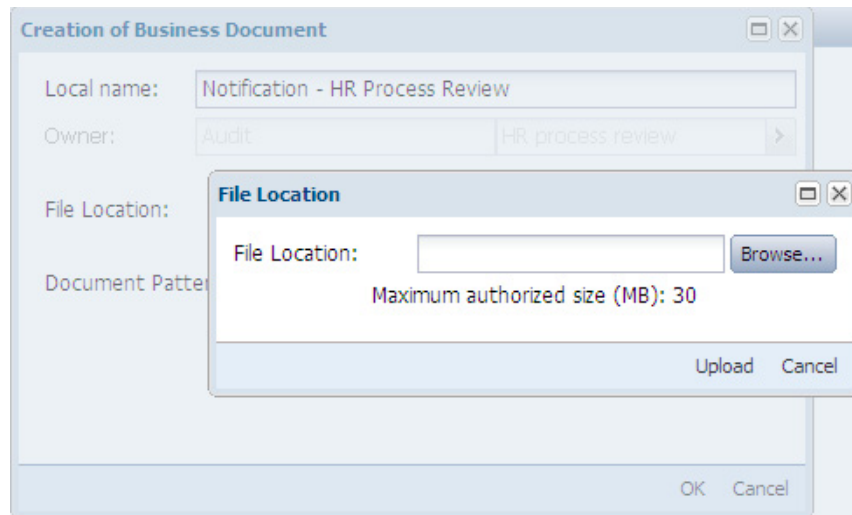 Creation of Business Document
Local name: Notification - HR Process Review
Owner: Audit HR process review
File Location:
Document Patter
File Location
File Location: Browse...
Maximum authorized size (MB): 30
Upload Cancel
OK Cancel